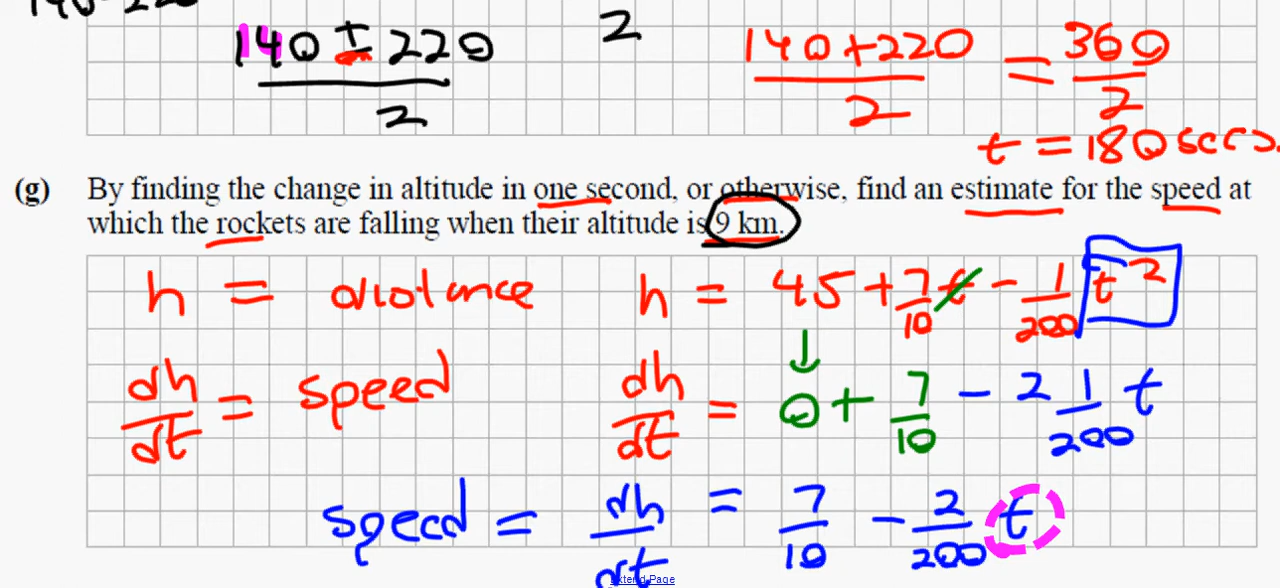 140 ± 220 / 2
2
140+220 / 2 = 360 / 2
t = 180 secs.
(g) By finding the change in altitude in one second, or otherwise, find an estimate for the speed at
which the rockets are falling when their altitude is 9 km.
h = distance h = 45 + 7/10 t - 1/200 t²
dh/dt = speed dh/dt = 0 + 7/10 - 2 1/200 t
speed = dh/dt = 7/10 - 2/200 t
Extend Page